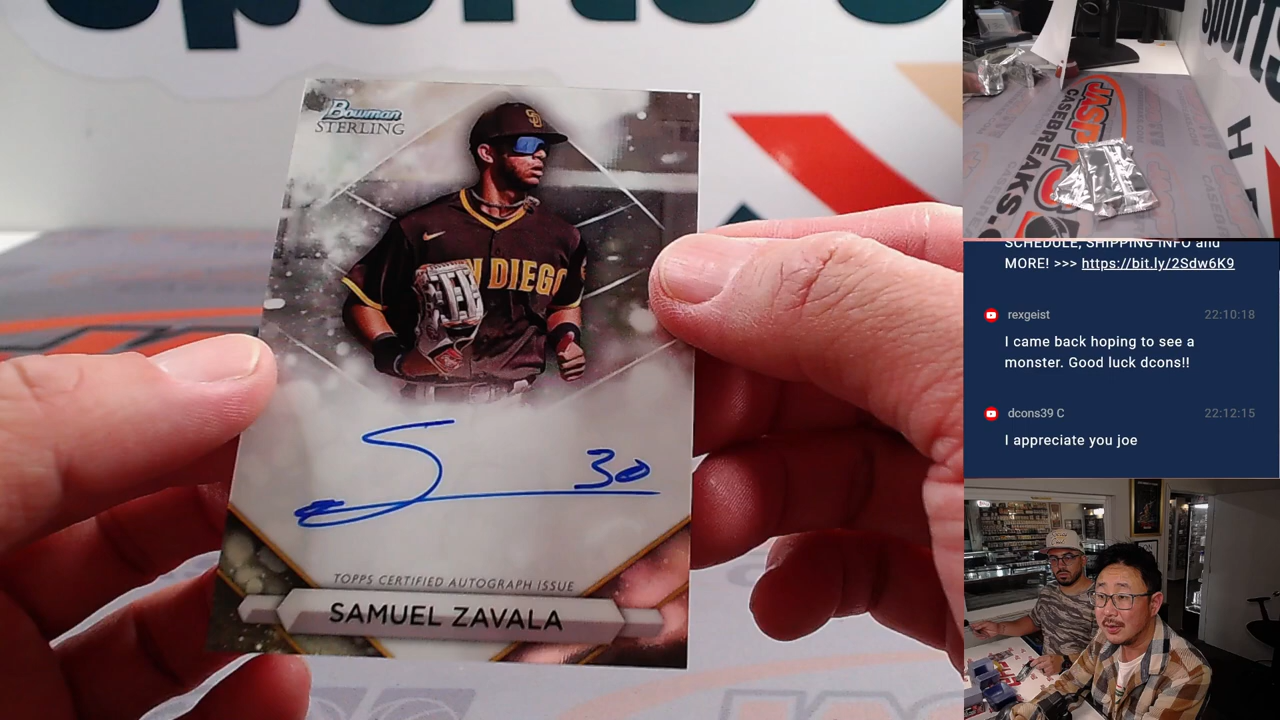 Bowman
STERLING
SD
SAN DIEGO
S 30
TOPPS CERTIFIED AUTOGRAPH ISSUE
SAMUEL ZAVALA
JASPYS
CASEBREAKS.
SCHEDULE, SHIPPING INFO and
MORE! >>> https://bit.ly/2Sdw6K9
rexgeist 22:10:18
I came back hoping to see a
monster. Good luck dcons!!
dcons39 C 22:12:15
I appreciate you joe